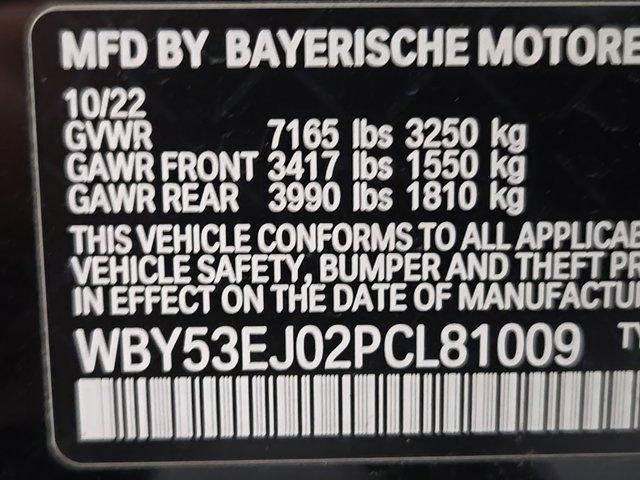 MFD BY BAYERISCHE MOTORE
10/22
GVWR 7165 lbs 3250 kg
GAWR FRONT 3417 lbs 1550 kg
GAWR REAR 3990 lbs 1810 kg
THIS VEHICLE CONFORMS TO ALL APPLICAB
VEHICLE SAFETY, BUMPER AND THEFT PR
IN EFFECT ON THE DATE OF MANUFACTU
WBY53EJ02PCL81009 TY